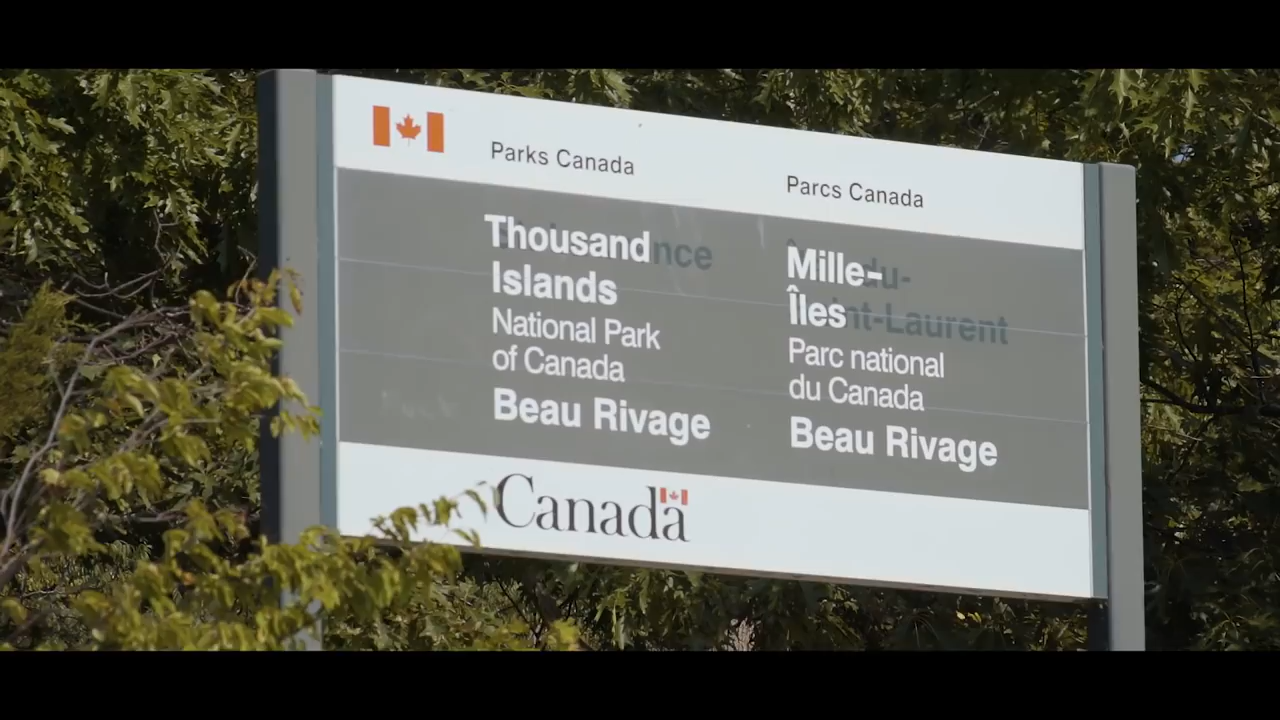 Parks Canada
Thousand
Islands
National Park
of Canada
Beau Rivage
Parcs Canada
Mille-
Îles
Parc national
du Canada
Beau Rivage
Canada